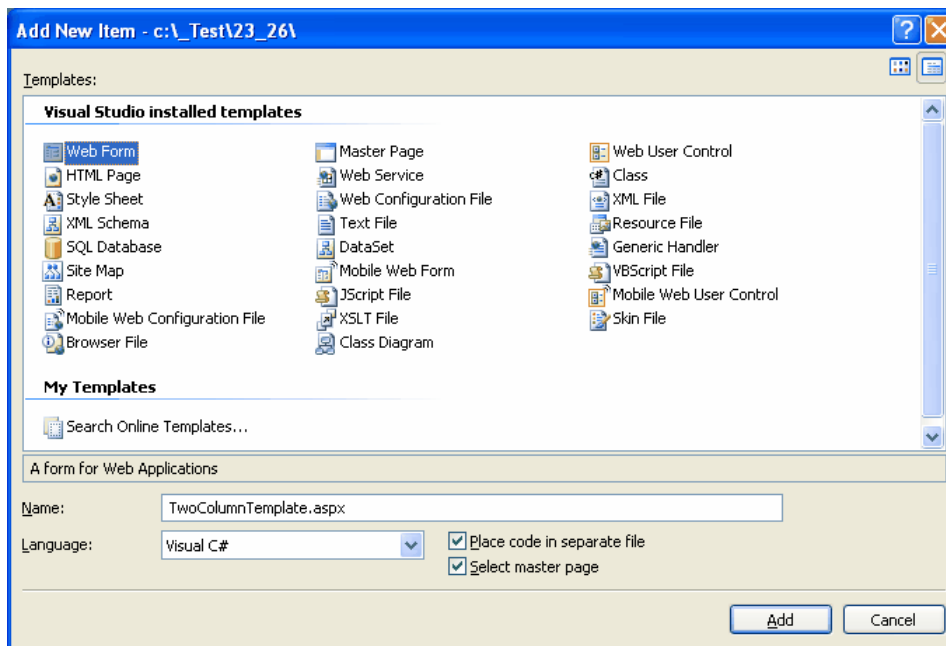 Add New Item - c:\_Test\23_26\
Templates:
Visual Studio installed templates
Web Form Master Page Web User Control
HTML Page Web Service Class
Style Sheet Web Configuration File XML File
XML Schema Text File Resource File
SQL Database DataSet Generic Handler
Site Map Mobile Web Form VBScript File
Report JScript File Mobile Web User Control
Mobile Web Configuration File XSLT File Skin File
Browser File Class Diagram
My Templates
Search Online Templates...
A form for Web Applications
Name: TwoColumnTemplate.aspx
Language: Visual C# Place code in separate file
Select master page
Add Cancel